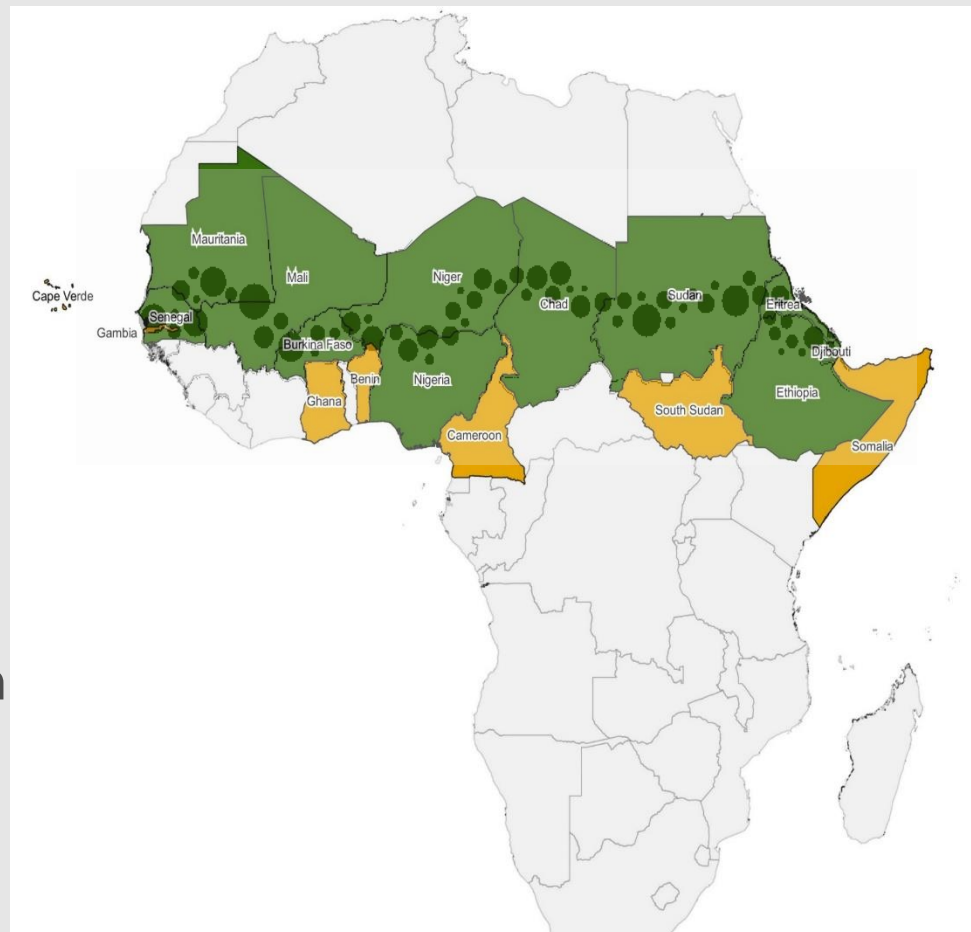 Mauritania
Mali
Niger
Cape Verde
Chad
Sudan
Eritrea
Senegal
Gambia
Burkina Faso
Djibouti
Benin
Nigeria
Ethiopia
Ghana
South Sudan
Cameroon
Somalia